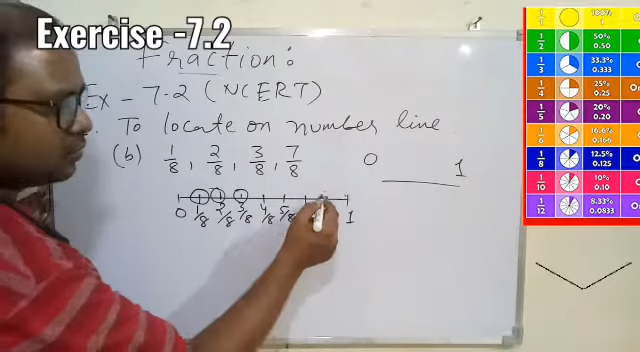 Exercise -7.2
Fraction:
Ex - 7.2 (NCERT)
. To locate on number line
(b) 1/8, 2/8, 3/8, 7/8
0 1
0 1/8 2/8 3/8 4/8 5/8 1
1/1 100% 1
1/2 50% 0.50
1/3 33.3% 0.333
1/4 25% 0.25
1/5 20% 0.20
1/6 16.6% 0.166
1/8 12.5% 0.125
1/10 10% 0.10
1/12 8.33% 0.0833